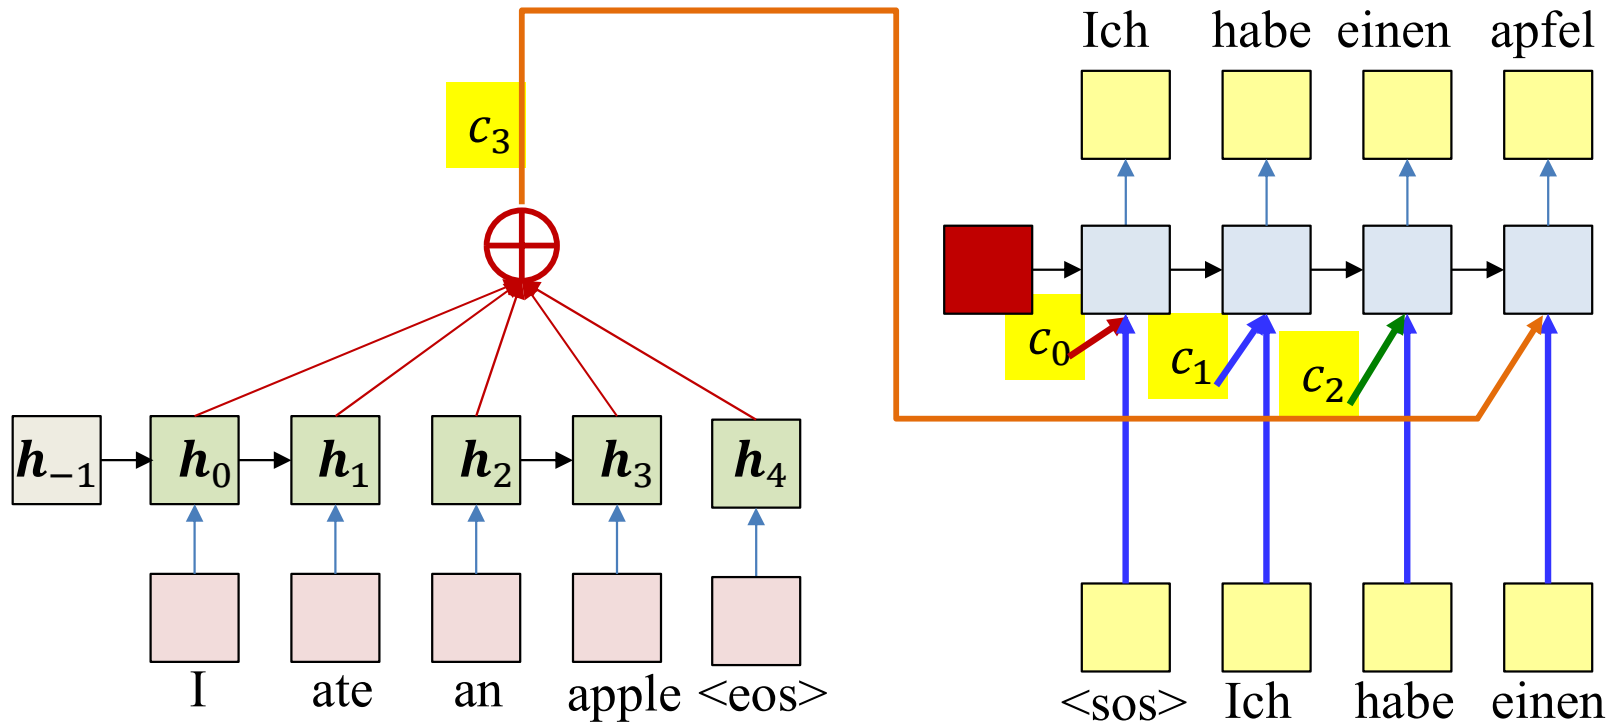 Ich habe einen apfel
c₃
c₀ c₁ c₂
h₋₁ h₀ h₁ h₂ h₃ h₄
I ate an apple <eos>
<sos> Ich habe einen